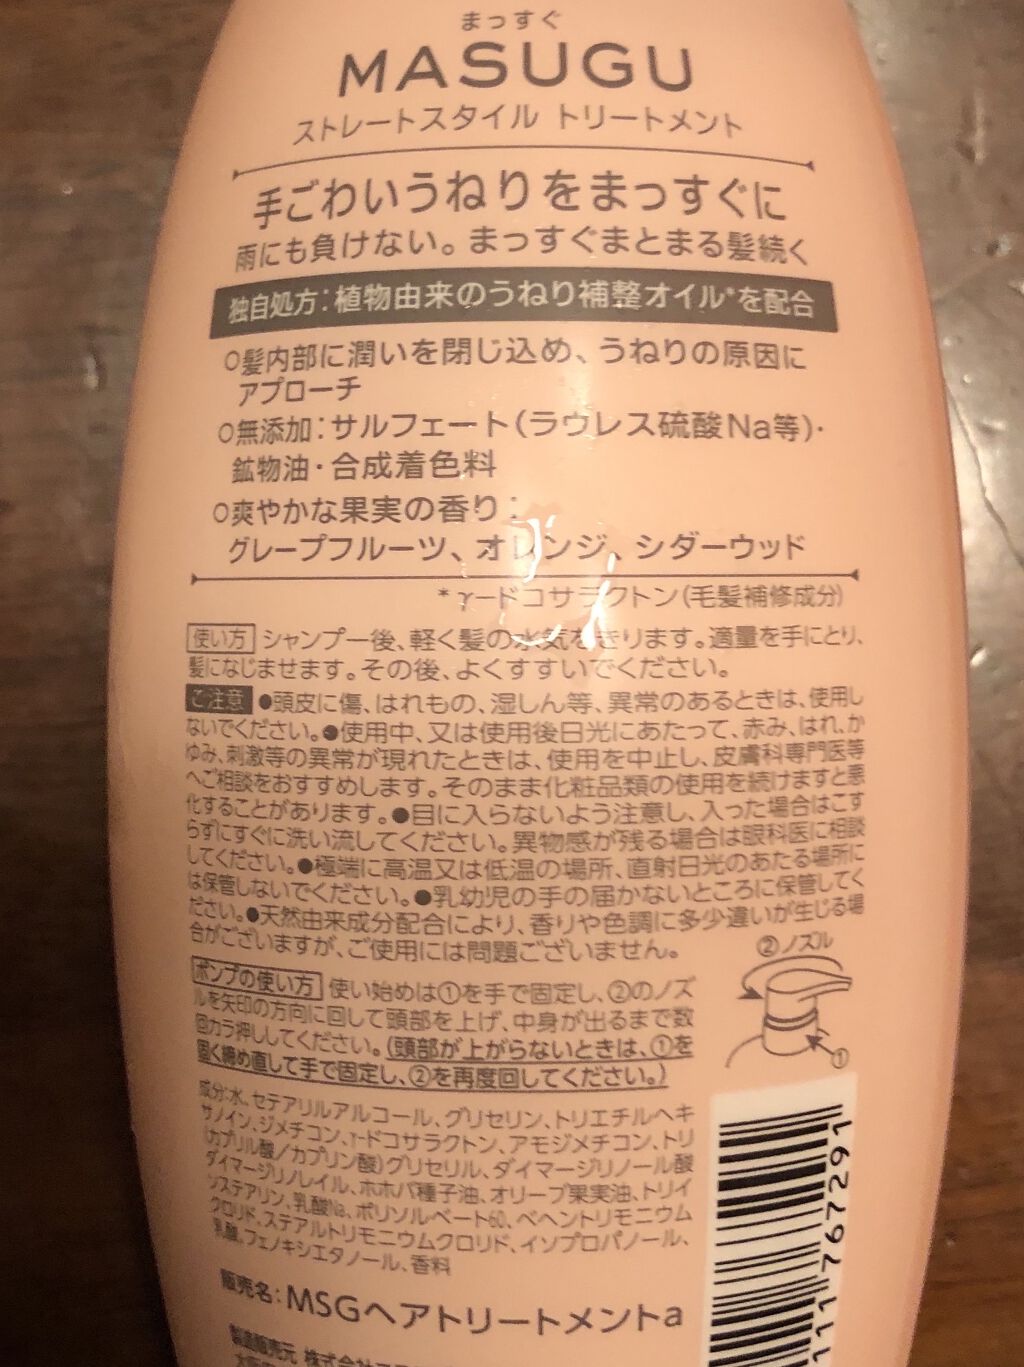 まっすぐ
MASUGU
ストレートスタイル トリートメント
手ごわいうねりをまっすぐに
雨にも負けない。まっすぐまとまる髪続く
独自処方：植物由来のうねり補整オイル*を配合
○髪内部に潤いを閉じ込め、うねりの原因に
アプローチ
○無添加：サルフェート（ラウレス硫酸Na等）・
鉱物油・合成着色料
○爽やかな果実の香り：
グレープフルーツ、オレンジ、シダーウッド
*γードコサラクトン（毛髪補修成分）
使い方 シャンプー後、軽く髪の水気をきります。適量を手にとり、
髪になじませます。その後、よくすすいでください。
ご注意 ●頭皮に傷、はれもの、湿しん等、異常のあるときは、使用し
ないでください。●使用中、又は使用後日光にあたって、赤み、はれ、か
ゆみ、刺激等の異常が現れたときは、使用を中止し、皮膚科専門医等
へご相談をおすすめします。そのまま化粧品類の使用を続けますと悪
化することがあります。●目に入らないよう注意し、入った場合はこす
らずにすぐに洗い流してください。異物感が残る場合は眼科医に相談
してください。●極端に高温又は低温の場所、直射日光のあたる場所に
は保管しないでください。●乳幼児の手の届かないところに保管してく
ださい。●天然由来成分配合により、香りや色調に多少違いが生じる場
合がございますが、ご使用には問題ございません。
②ノズル
ポンプの使い方 使い始めは①を手で固定し、②のノズ
ルを矢印の方向に回して頭部を上げ、中身が出るまで数
回カラ押ししてください。（頭部が上がらないときは、①を
固く締め直して手で固定し、②を再度回してください。）
①
成分：水、セテアリルアルコール、グリセリン、トリエチルヘキ
サノイン、ジメチコン、γ-ドコサラクトン、アモジメチコン、トリ
（カプリル酸／カプリン酸）グリセリル、ダイマージリノール酸
ダイマージリノレイル、ホホバ種子油、オリーブ果実油、トリイ
ソステアリン、乳酸Na、ポリソルベート60、ベヘントリモニウム
クロリド、ステアルトリモニウムクロリド、イソプロパノール、
乳酸、フェノキシエタノール、香料
販売名：MSGヘアトリートメントa
製造販売元 株式会社
111767291